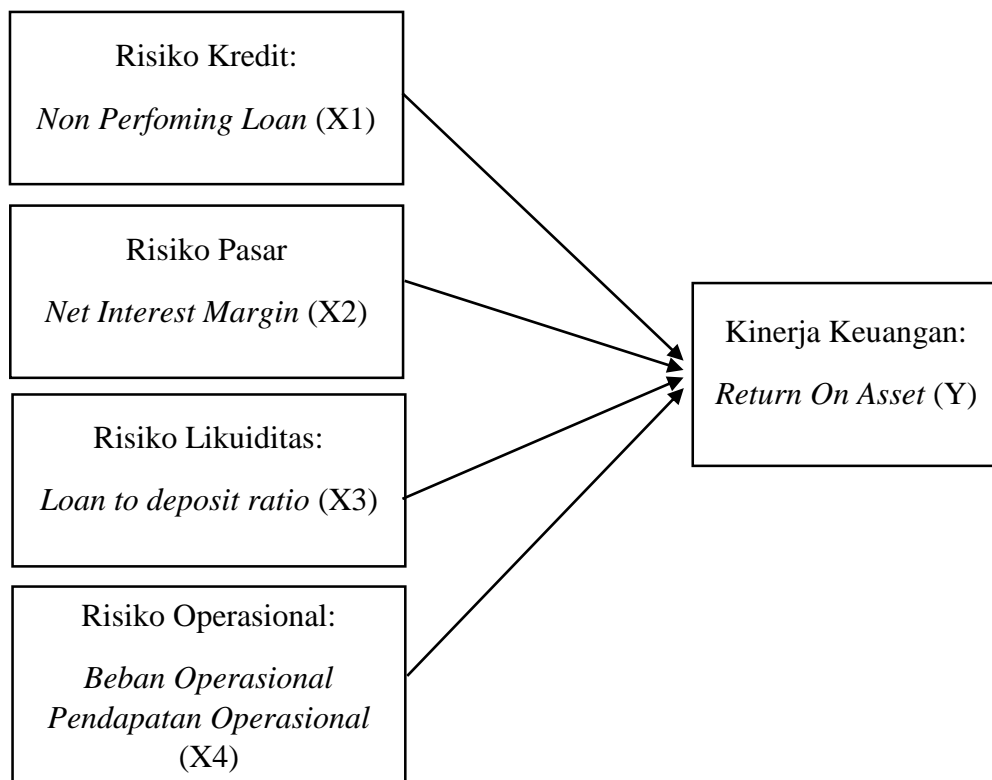 Risiko Kredit:
Non Perfoming Loan (X1)
Risiko Pasar
Net Interest Margin (X2)
Risiko Likuiditas:
Loan to deposit ratio (X3)
Risiko Operasional:
Beban Operasional
Pendapatan Operasional
(X4)
Kinerja Keuangan:
Return On Asset (Y)